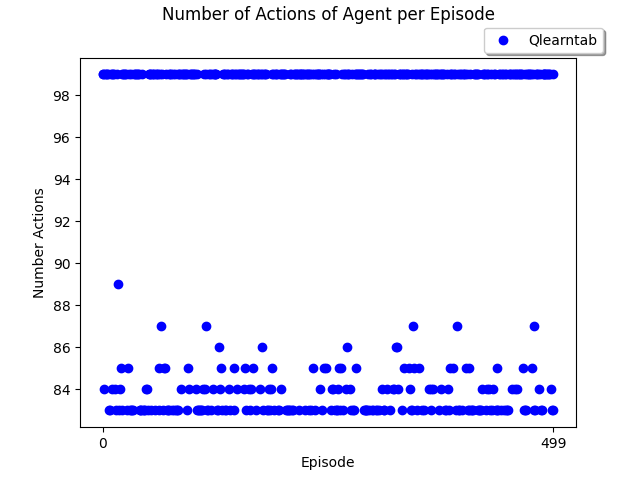 Number of Actions of Agent per Episode
Qlearntab
98
96
94
92
90
88
86
84
Number Actions
0
499
Episode